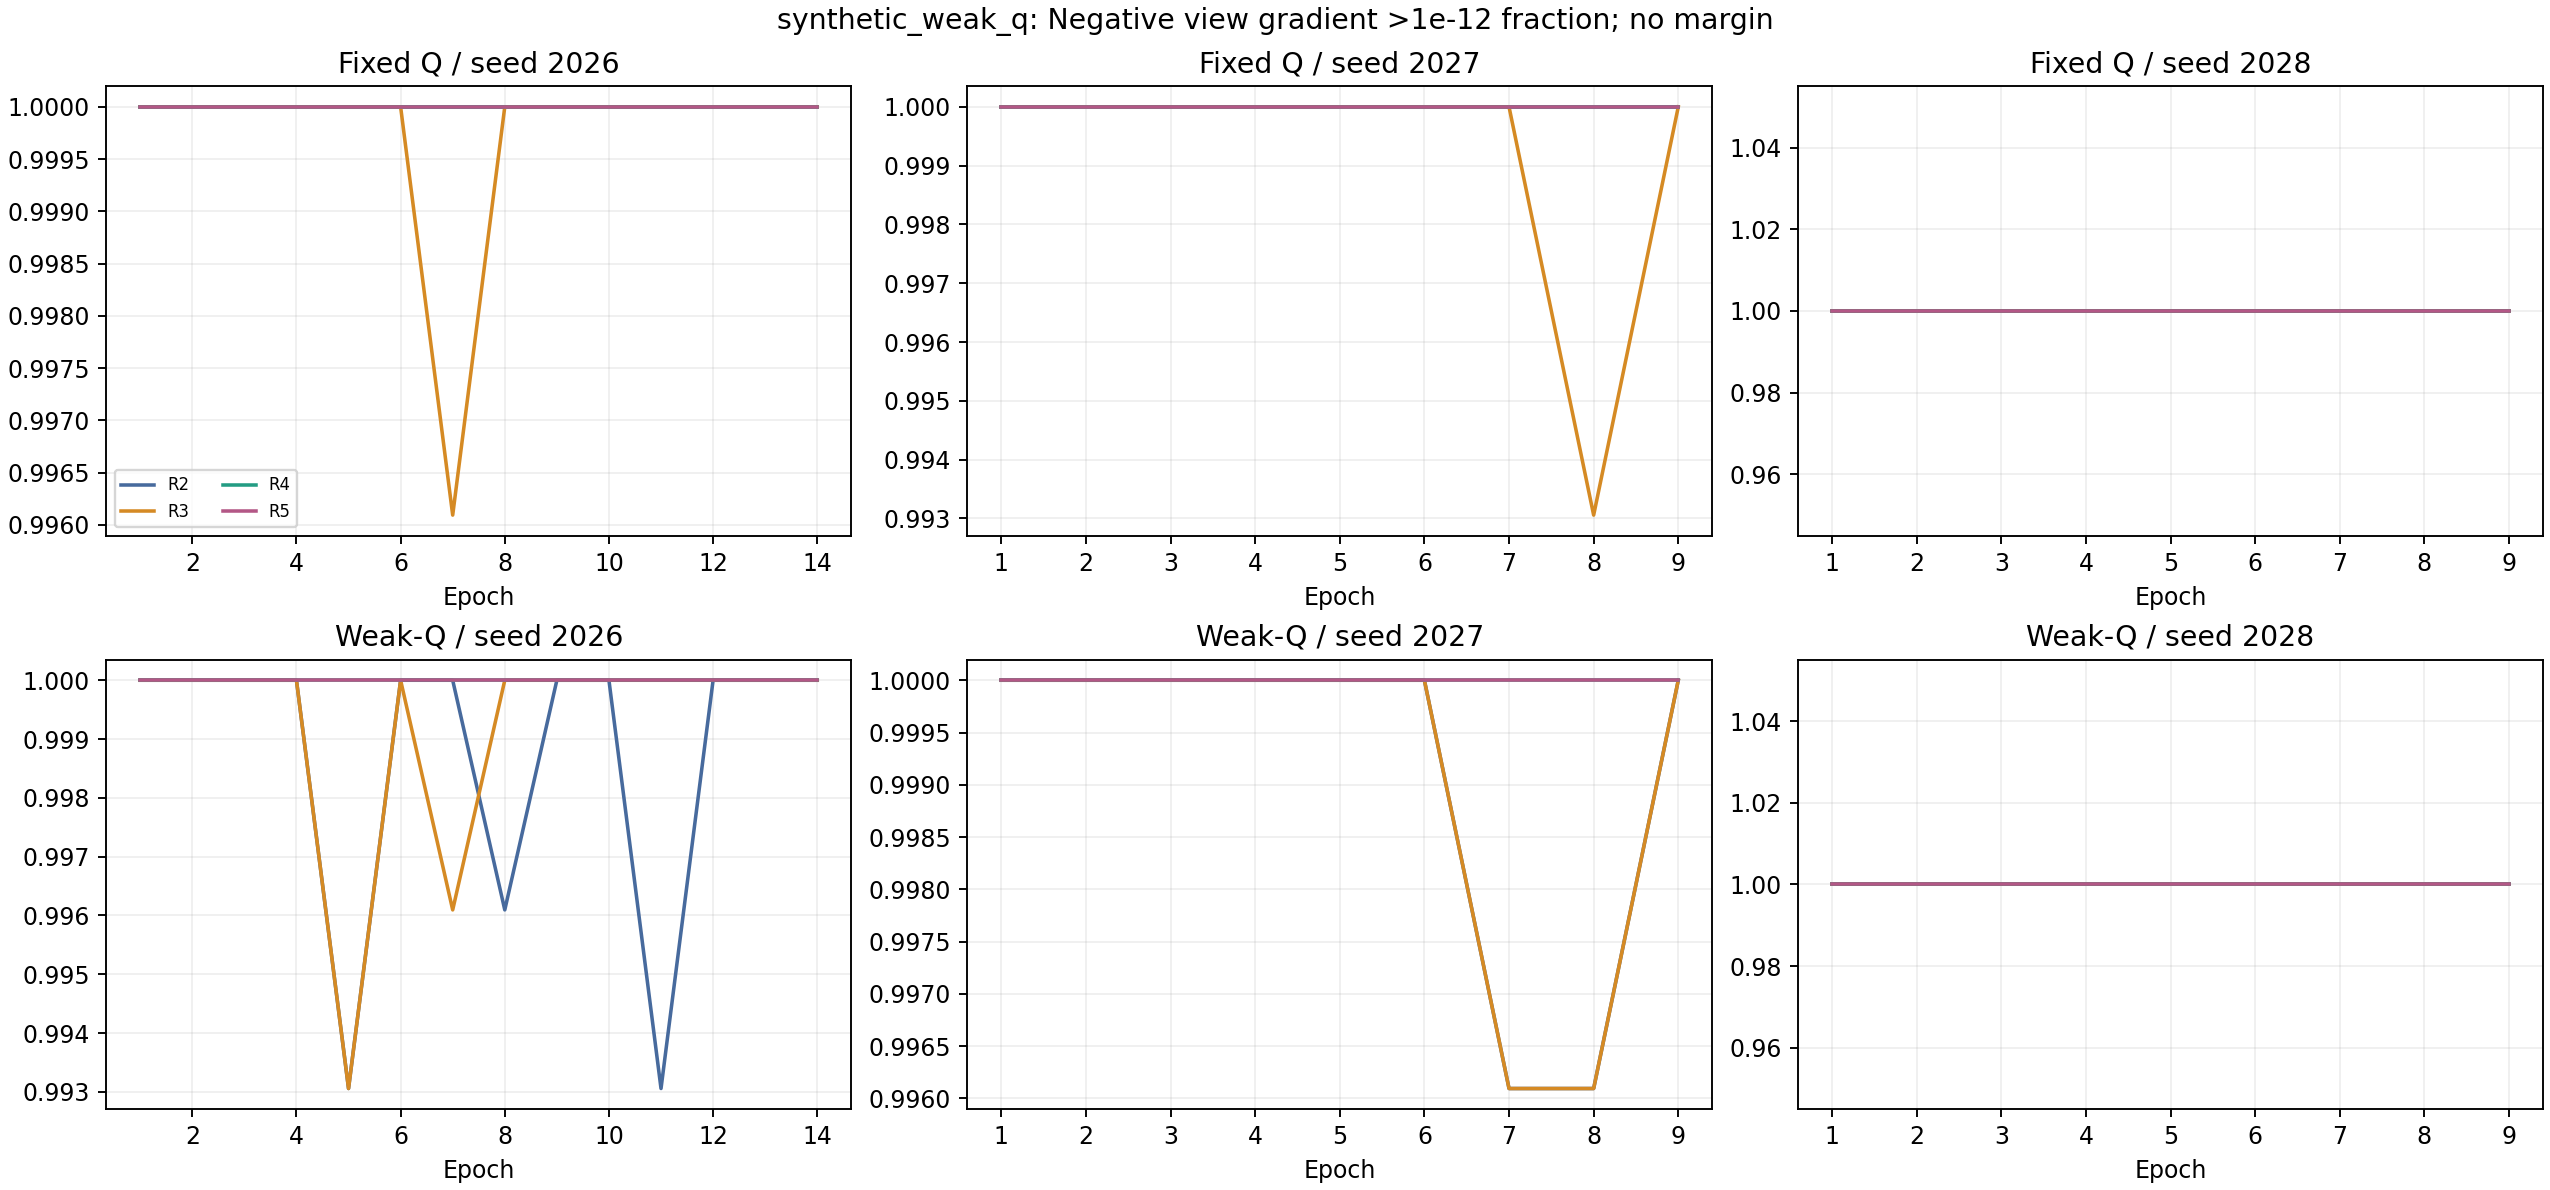 synthetic_weak_q: Negative view gradient >1e-12 fraction; no margin
Fixed Q / seed 2026
1.0000
0.9995
0.9990
0.9985
0.9980
0.9975
0.9970
0.9965
0.9960
R2 R4
R3 R5
2 4 6 8 10 12 14
Epoch
Fixed Q / seed 2027
1.000
0.999
0.998
0.997
0.996
0.995
0.994
0.993
1 2 3 4 5 6 7 8 9
Epoch
Fixed Q / seed 2028
1.04
1.02
1.00
0.98
0.96
1 2 3 4 5 6 7 8 9
Epoch
Weak-Q / seed 2026
1.000
0.999
0.998
0.997
0.996
0.995
0.994
0.993
2 4 6 8 10 12 14
Epoch
Weak-Q / seed 2027
1.0000
0.9995
0.9990
0.9985
0.9980
0.9975
0.9970
0.9965
0.9960
1 2 3 4 5 6 7 8 9
Epoch
Weak-Q / seed 2028
1.04
1.02
1.00
0.98
0.96
1 2 3 4 5 6 7 8 9
Epoch